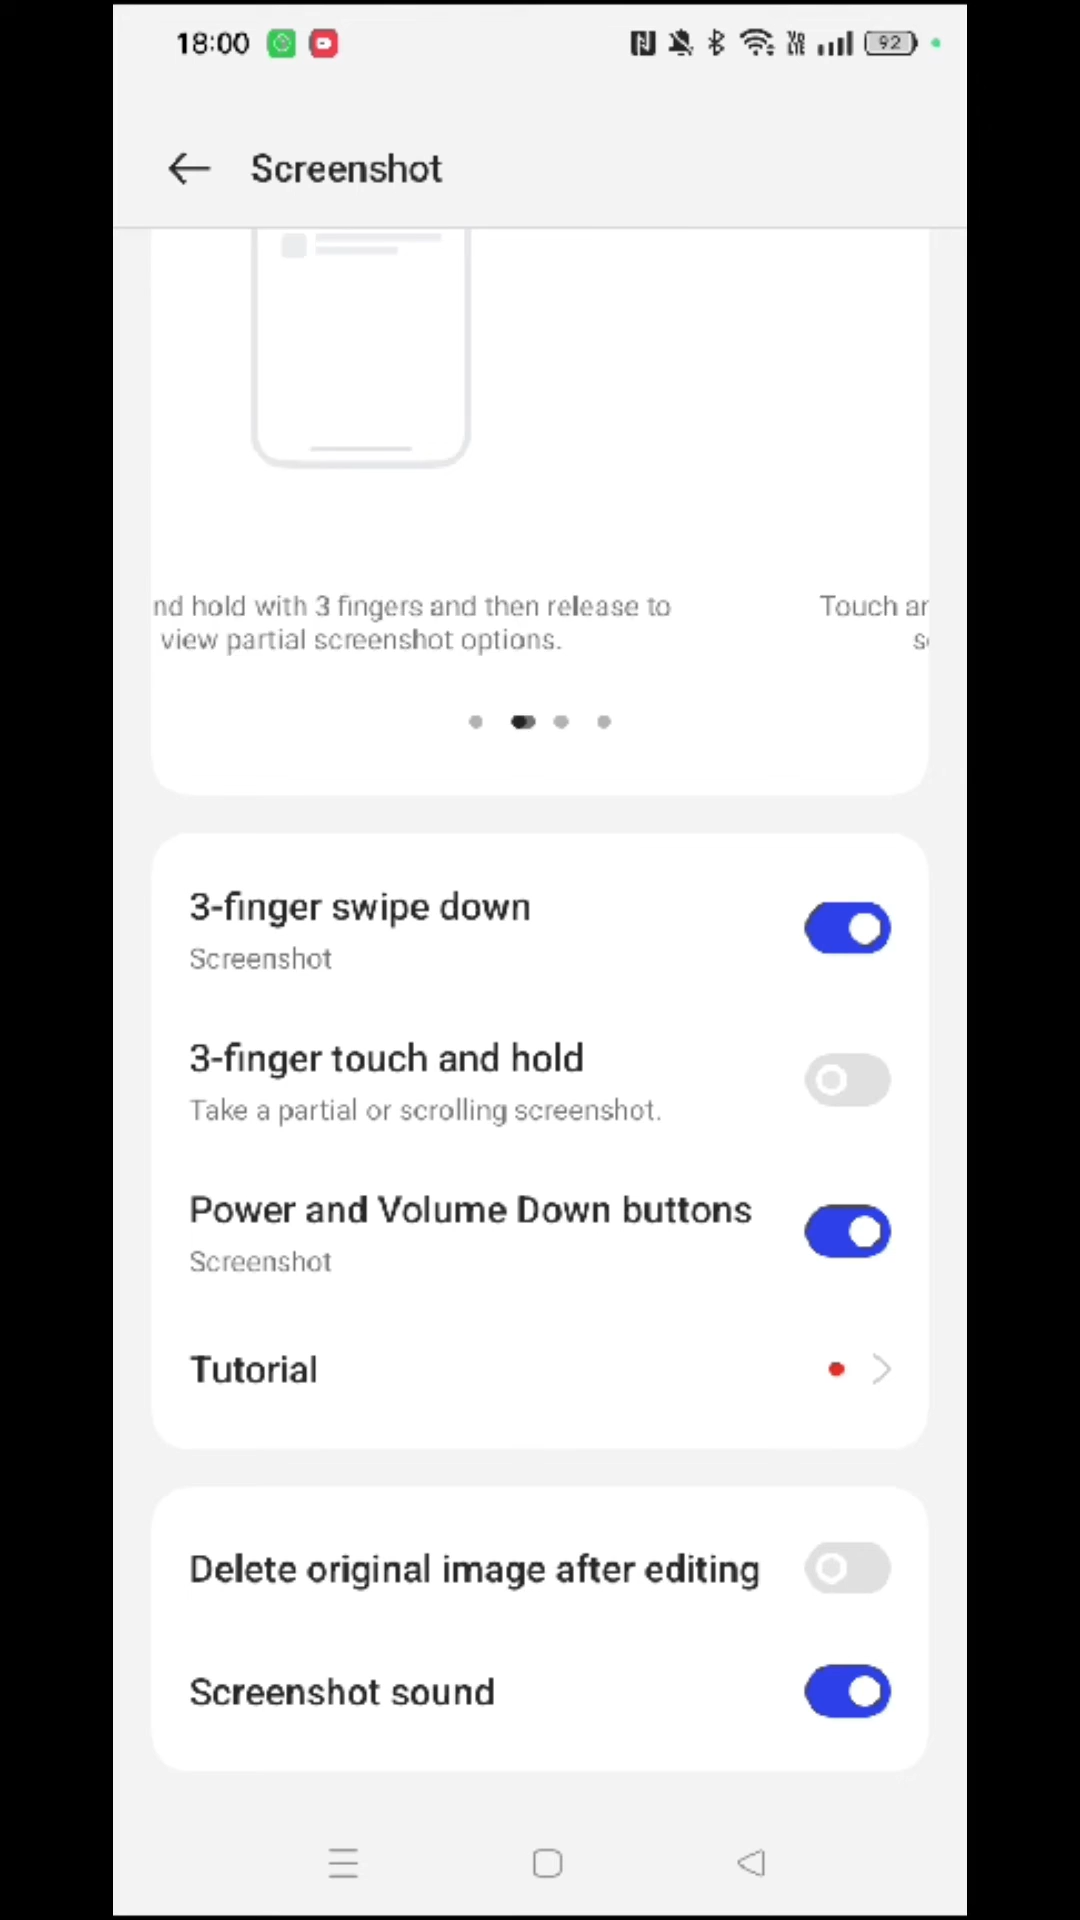 18:00
92
Screenshot
nd hold with 3 fingers and then release to
view partial screenshot options.
Touch ar
3-finger swipe down
Screenshot
3-finger touch and hold
Take a partial or scrolling screenshot.
Power and Volume Down buttons
Screenshot
Tutorial
Delete original image after editing
Screenshot sound